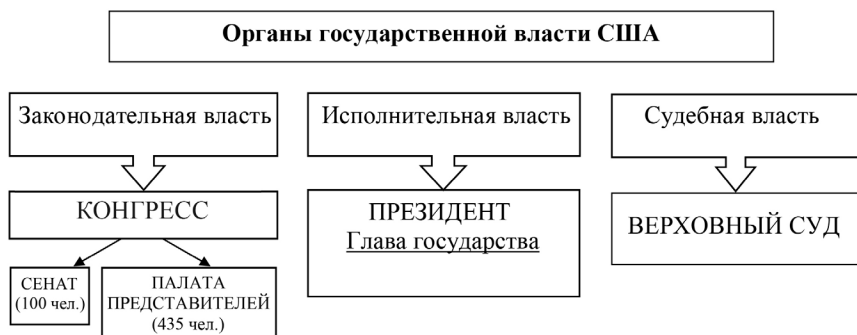 Органы государственной власти США
Законодательная власть
Исполнительная власть
Судебная власть
КОНГРЕСС
ПРЕЗИДЕНТ
Глава государства
ВЕРХОВНЫЙ СУД
СЕНАТ
(100 чел.)
ПАЛАТА
ПРЕДСТАВИТЕЛЕЙ
(435 чел.)